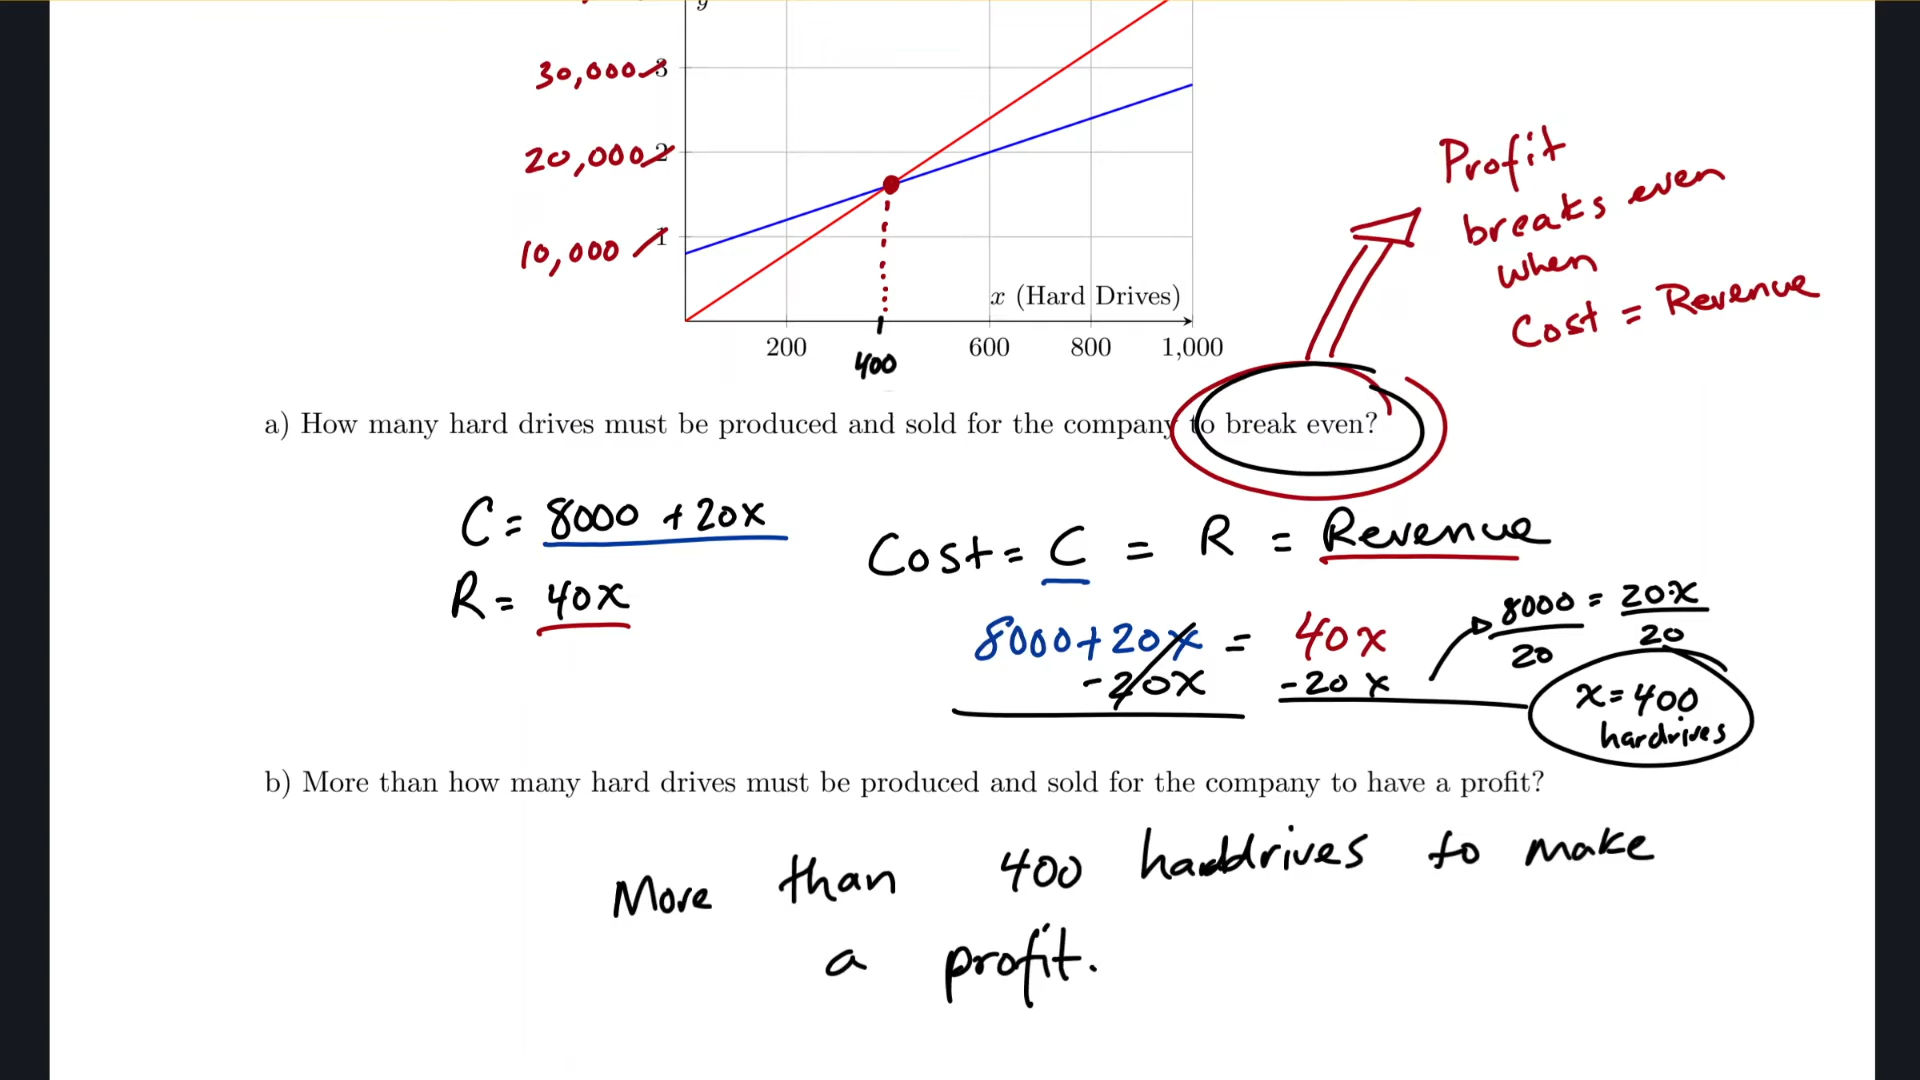 y
30,000 3
20,000 2
10,000 1
x (Hard Drives)
200 400 600 800 1,000
Profit
breaks even
when
Cost = Revenue
a) How many hard drives must be produced and sold for the company to break even?
C = 8000 + 20x
R = 40x
Cost = C = R = Revenue
8000 + 20x = 40x
-20x -20x
8000 = 20·x
20 20
x = 400
hardrives
b) More than how many hard drives must be produced and sold for the company to have a profit?
More than 400 harddrives to make
a profit.